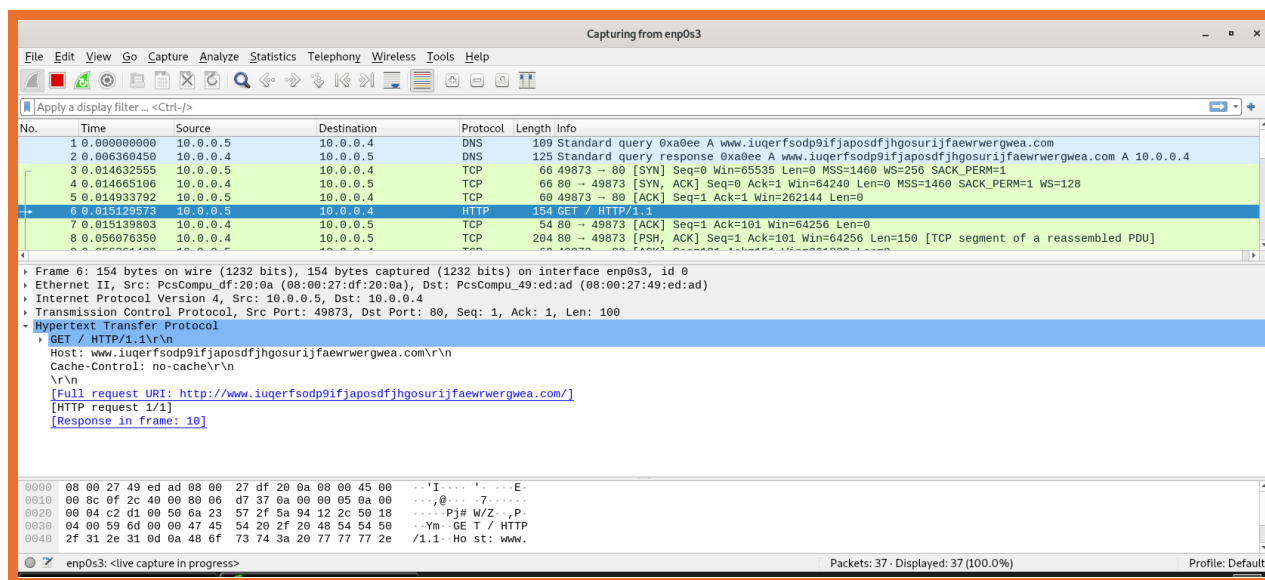 Capturing from enp0s3
File Edit View Go Capture Analyze Statistics Telephony Wireless Tools Help
Apply a display filter … <Ctrl-/>
No. Time Source Destination Protocol Length Info
1 0.000000000 10.0.0.5 10.0.0.4 DNS 109 Standard query 0xa0ee A www.iuqerfsodp9ifjaposdfjhgosurijfaewrwergwea.com
2 0.006360450 10.0.0.4 10.0.0.5 DNS 125 Standard query response 0xa0ee A www.iuqerfsodp9ifjaposdfjhgosurijfaewrwergwea.com A 10.0.0.4
3 0.014632555 10.0.0.5 10.0.0.4 TCP 66 49873 → 80 [SYN] Seq=0 Win=65535 Len=0 MSS=1460 WS=256 SACK_PERM=1
4 0.014665106 10.0.0.4 10.0.0.5 TCP 66 80 → 49873 [SYN, ACK] Seq=0 Ack=1 Win=64240 Len=0 MSS=1460 SACK_PERM=1 WS=128
5 0.014933792 10.0.0.5 10.0.0.4 TCP 60 49873 → 80 [ACK] Seq=1 Ack=1 Win=262144 Len=0
6 0.015129573 10.0.0.5 10.0.0.4 HTTP 154 GET / HTTP/1.1
7 0.015139803 10.0.0.4 10.0.0.5 TCP 54 80 → 49873 [ACK] Seq=1 Ack=101 Win=64256 Len=0
8 0.056076350 10.0.0.4 10.0.0.5 TCP 204 80 → 49873 [PSH, ACK] Seq=1 Ack=101 Win=64256 Len=150 [TCP segment of a reassembled PDU]
Frame 6: 154 bytes on wire (1232 bits), 154 bytes captured (1232 bits) on interface enp0s3, id 0
Ethernet II, Src: PcsCompu_df:20:0a (08:00:27:df:20:0a), Dst: PcsCompu_49:ed:ad (08:00:27:49:ed:ad)
Internet Protocol Version 4, Src: 10.0.0.5, Dst: 10.0.0.4
Transmission Control Protocol, Src Port: 49873, Dst Port: 80, Seq: 1, Ack: 1, Len: 100
Hypertext Transfer Protocol
GET / HTTP/1.1\r\n
Host: www.iuqerfsodp9ifjaposdfjhgosurijfaewrwergwea.com\r\n
Cache-Control: no-cache\r\n
\r\n
[Full request URI: http://www.iuqerfsodp9ifjaposdfjhgosurijfaewrwergwea.com/]
[HTTP request 1/1]
[Response in frame: 10]
0000 08 00 27 49 ed ad 08 00 27 df 20 0a 08 00 45 00 ··'I···· '· ···E·
0010 00 8c 0f 2c 40 00 80 06 d7 37 0a 00 00 05 0a 00 ···,@··· ·7······
0020 00 04 c2 d1 00 50 6a 23 57 2f 5a 94 12 2c 50 18 ·····Pj# W/Z··,P·
0030 04 00 59 6d 00 00 47 45 54 20 2f 20 48 54 54 50 ··Ym··GE T / HTTP
0040 2f 31 2e 31 0d 0a 48 6f 73 74 3a 20 77 77 77 2e /1.1··Ho st: www.
enp0s3: <live capture in progress> Packets: 37 · Displayed: 37 (100.0%) Profile: Default